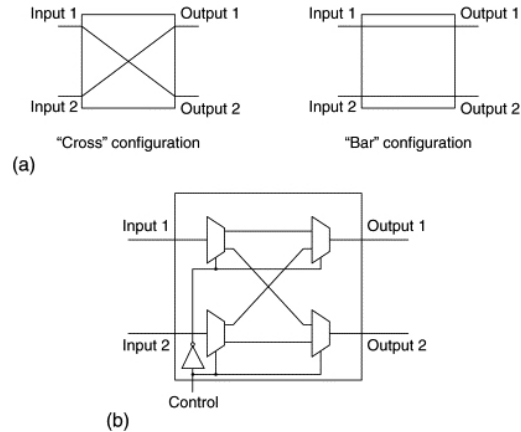 Input 1 Output 1 Input 1 Output 1
Input 2 Output 2 Input 2 Output 2
“Cross” configuration “Bar” configuration
(a)
Input 1 Output 1
Input 2 Output 2
Control
(b)